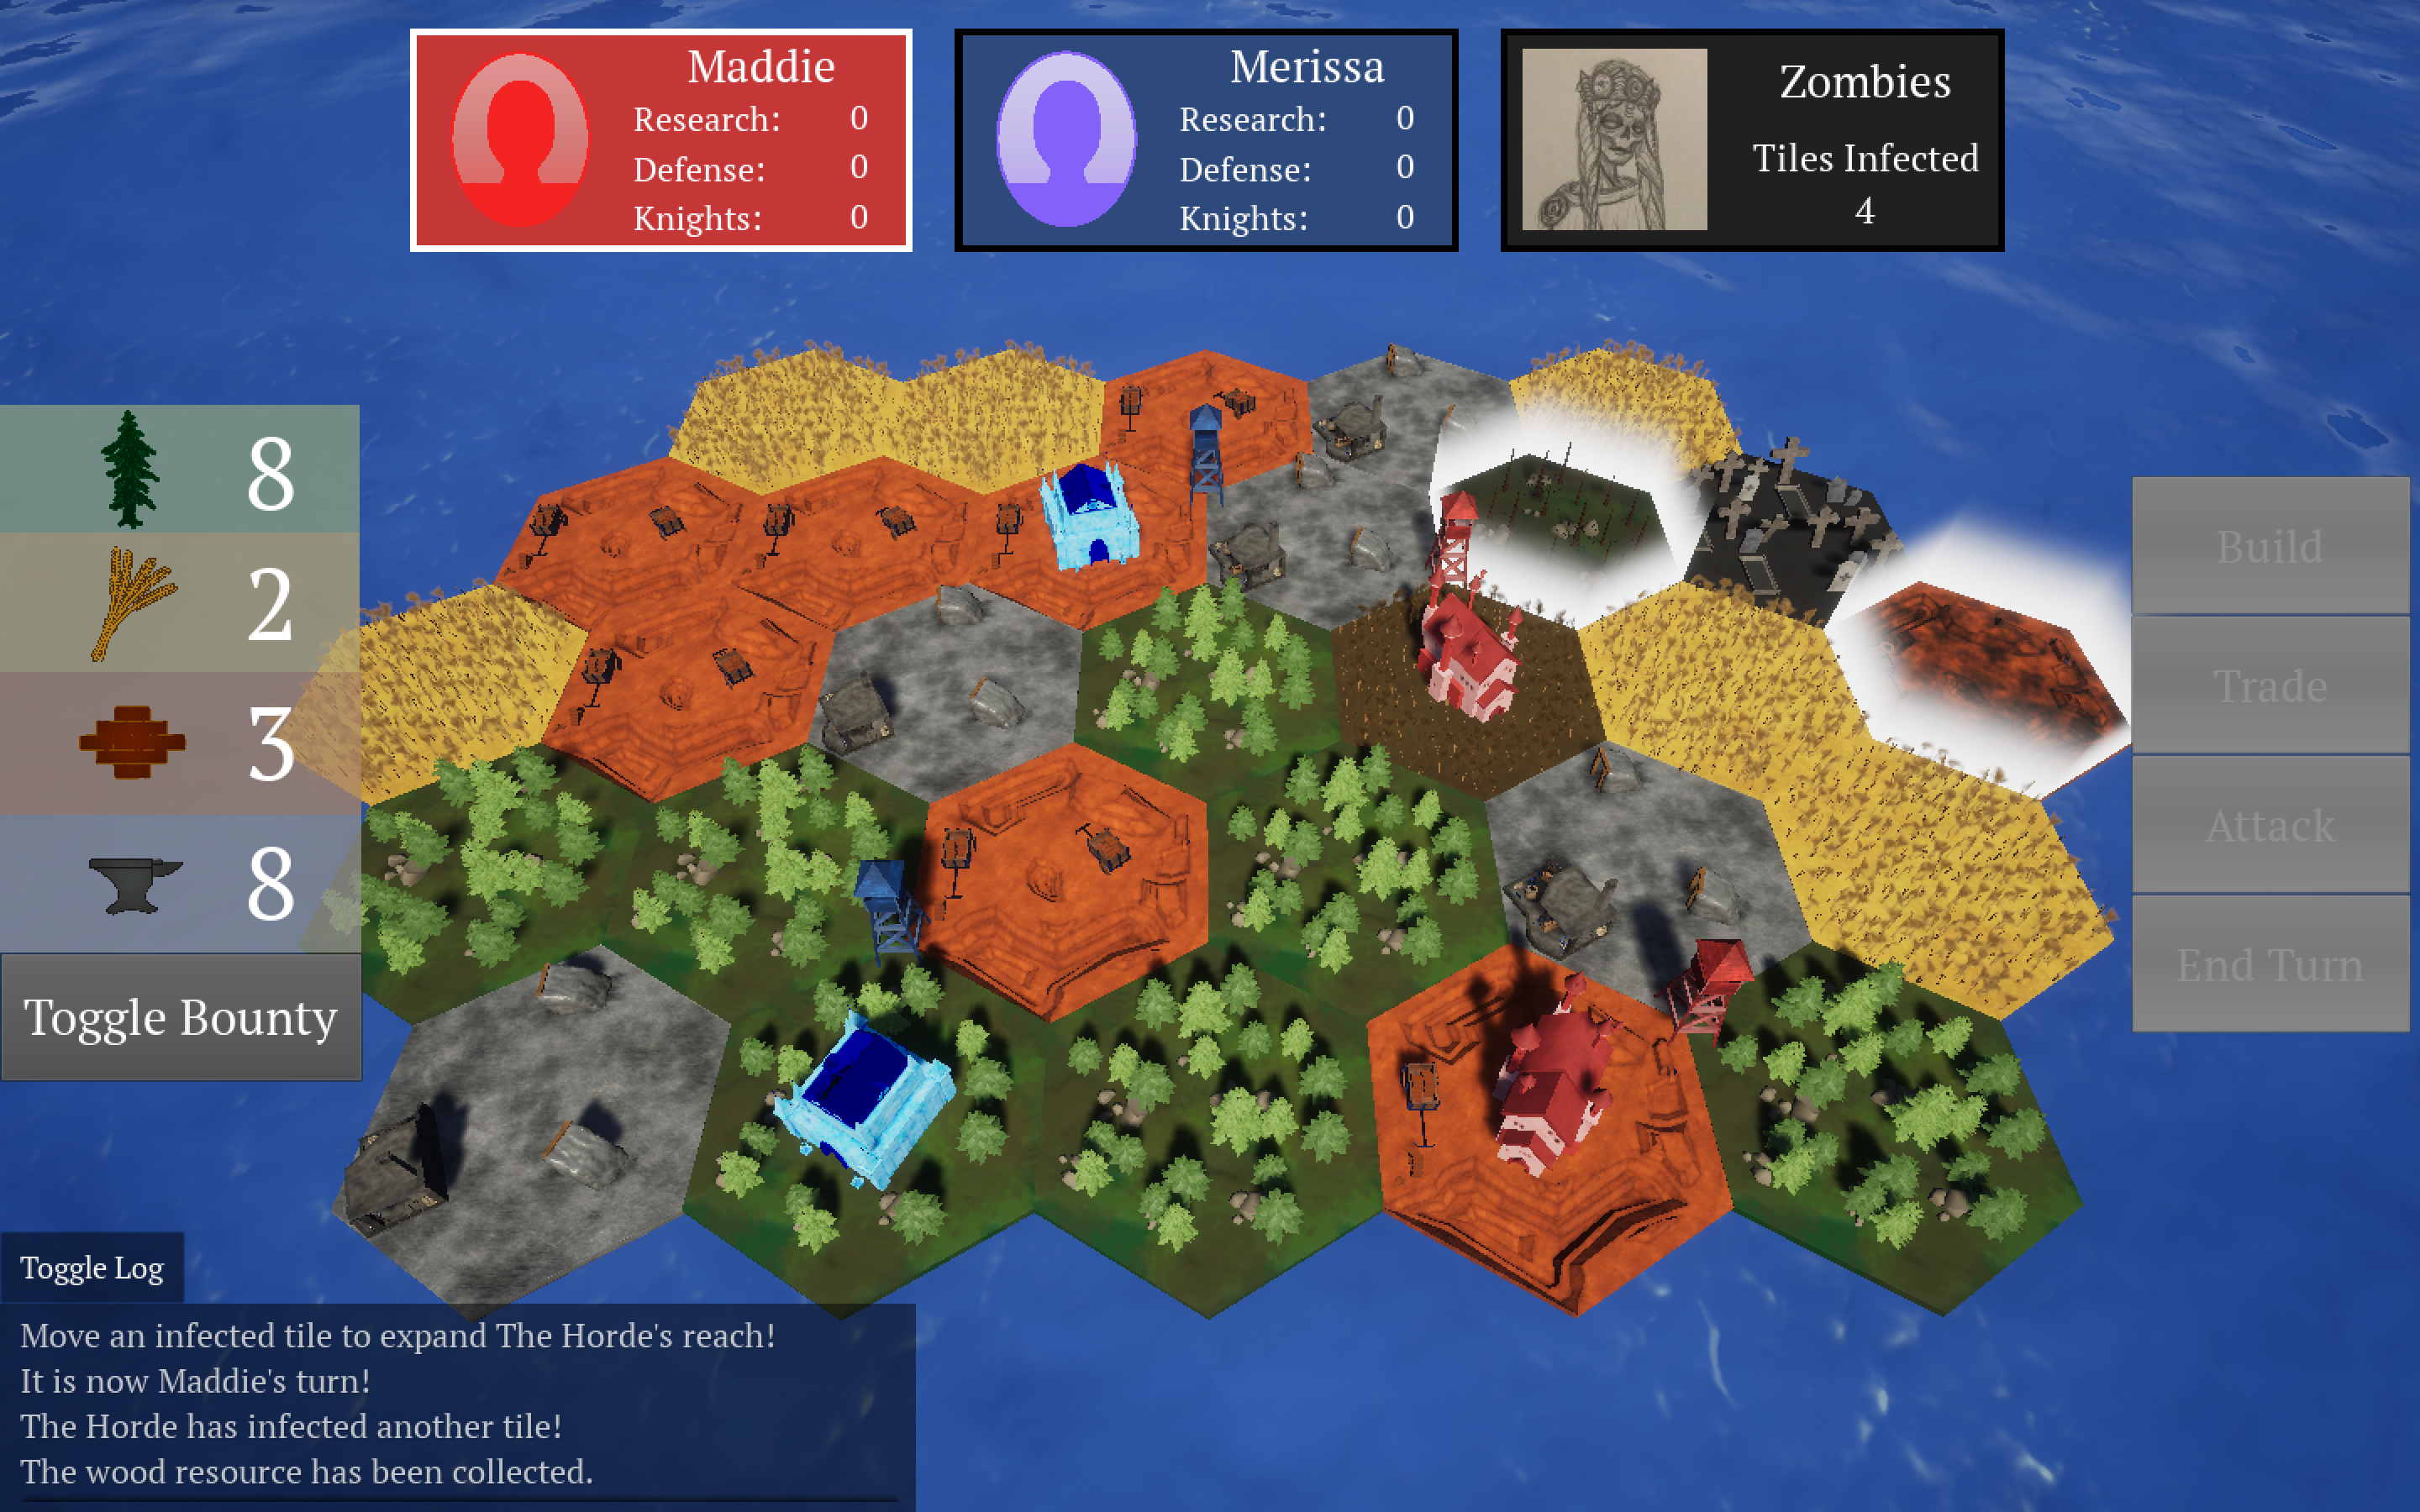 Maddie
Research: 0
Defense: 0
Knights: 0
Merissa
Research: 0
Defense: 0
Knights: 0
Zombies
Tiles Infected
4
8
2
3
8
Toggle Bounty
Build
Trade
Attack
End Turn
Toggle Log
Move an infected tile to expand The Horde's reach!
It is now Maddie's turn!
The Horde has infected another tile!
The wood resource has been collected.